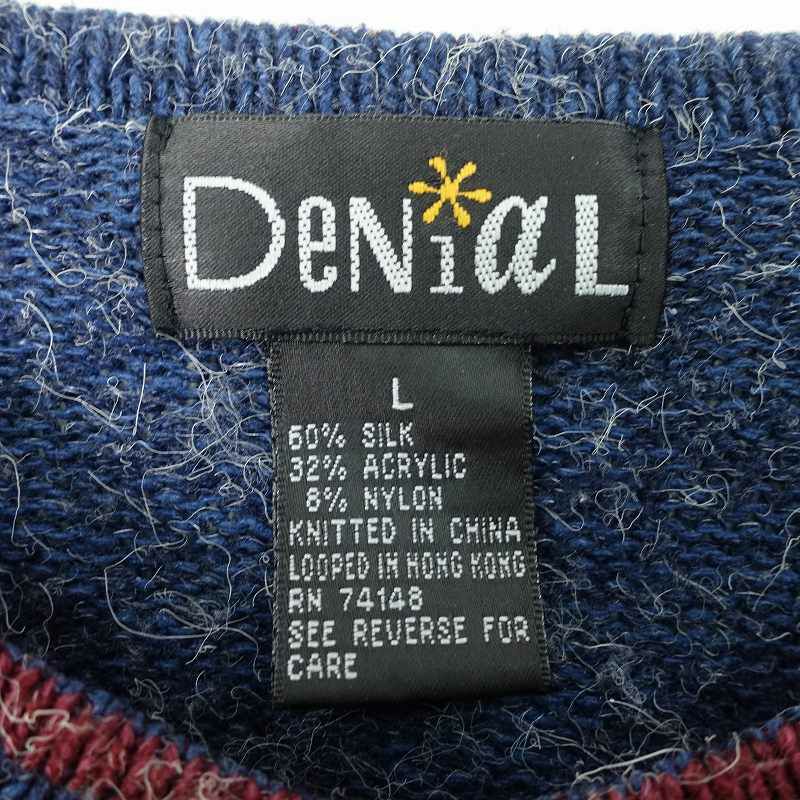 DeNiaL
L
60% SILK
32% ACRYLIC
8% NYLON
KNITTED IN CHINA
LOOPED IN HONG KONG
RN 74148
SEE REVERSE FOR
CARE